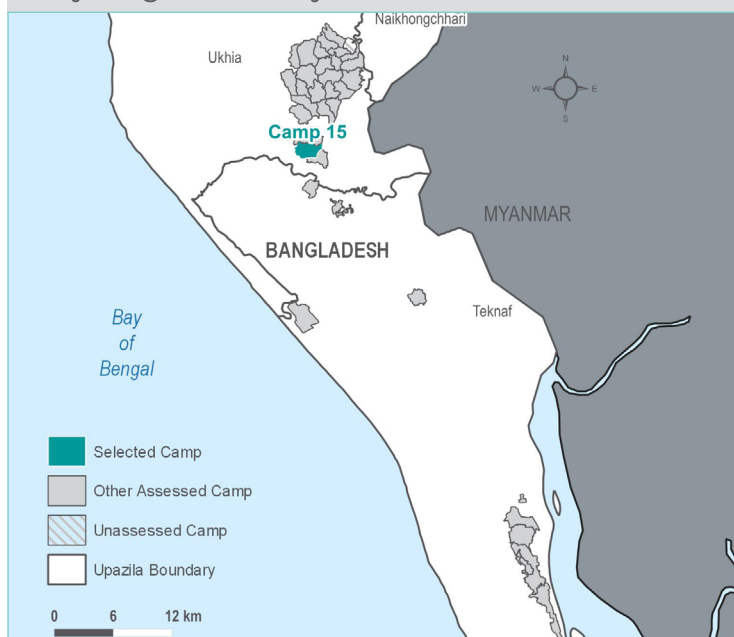 Naikhongchhari
Ukhia
N
W
E
S
Camp 15
MYANMAR
BANGLADESH
Teknaf
Bay
of
Bengal
Selected Camp
Other Assessed Camp
Unassessed Camp
Upazila Boundary
0 6 12 km